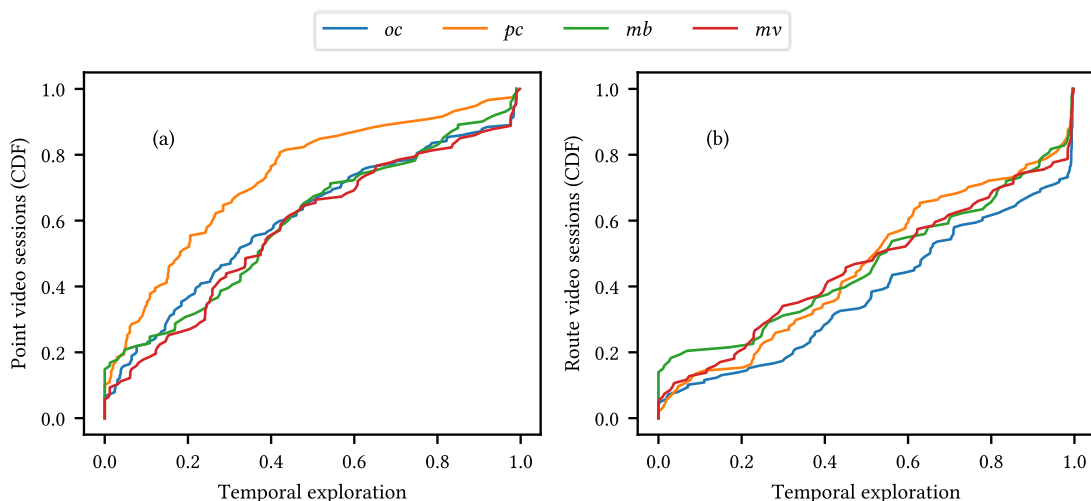 oc pc mb mv
(a)
Point video sessions (CDF)
1.0
0.8
0.6
0.4
0.2
0.0
0.0 0.2 0.4 0.6 0.8 1.0
Temporal exploration
(b)
Route video sessions (CDF)
1.0
0.8
0.6
0.4
0.2
0.0
0.0 0.2 0.4 0.6 0.8 1.0
Temporal exploration